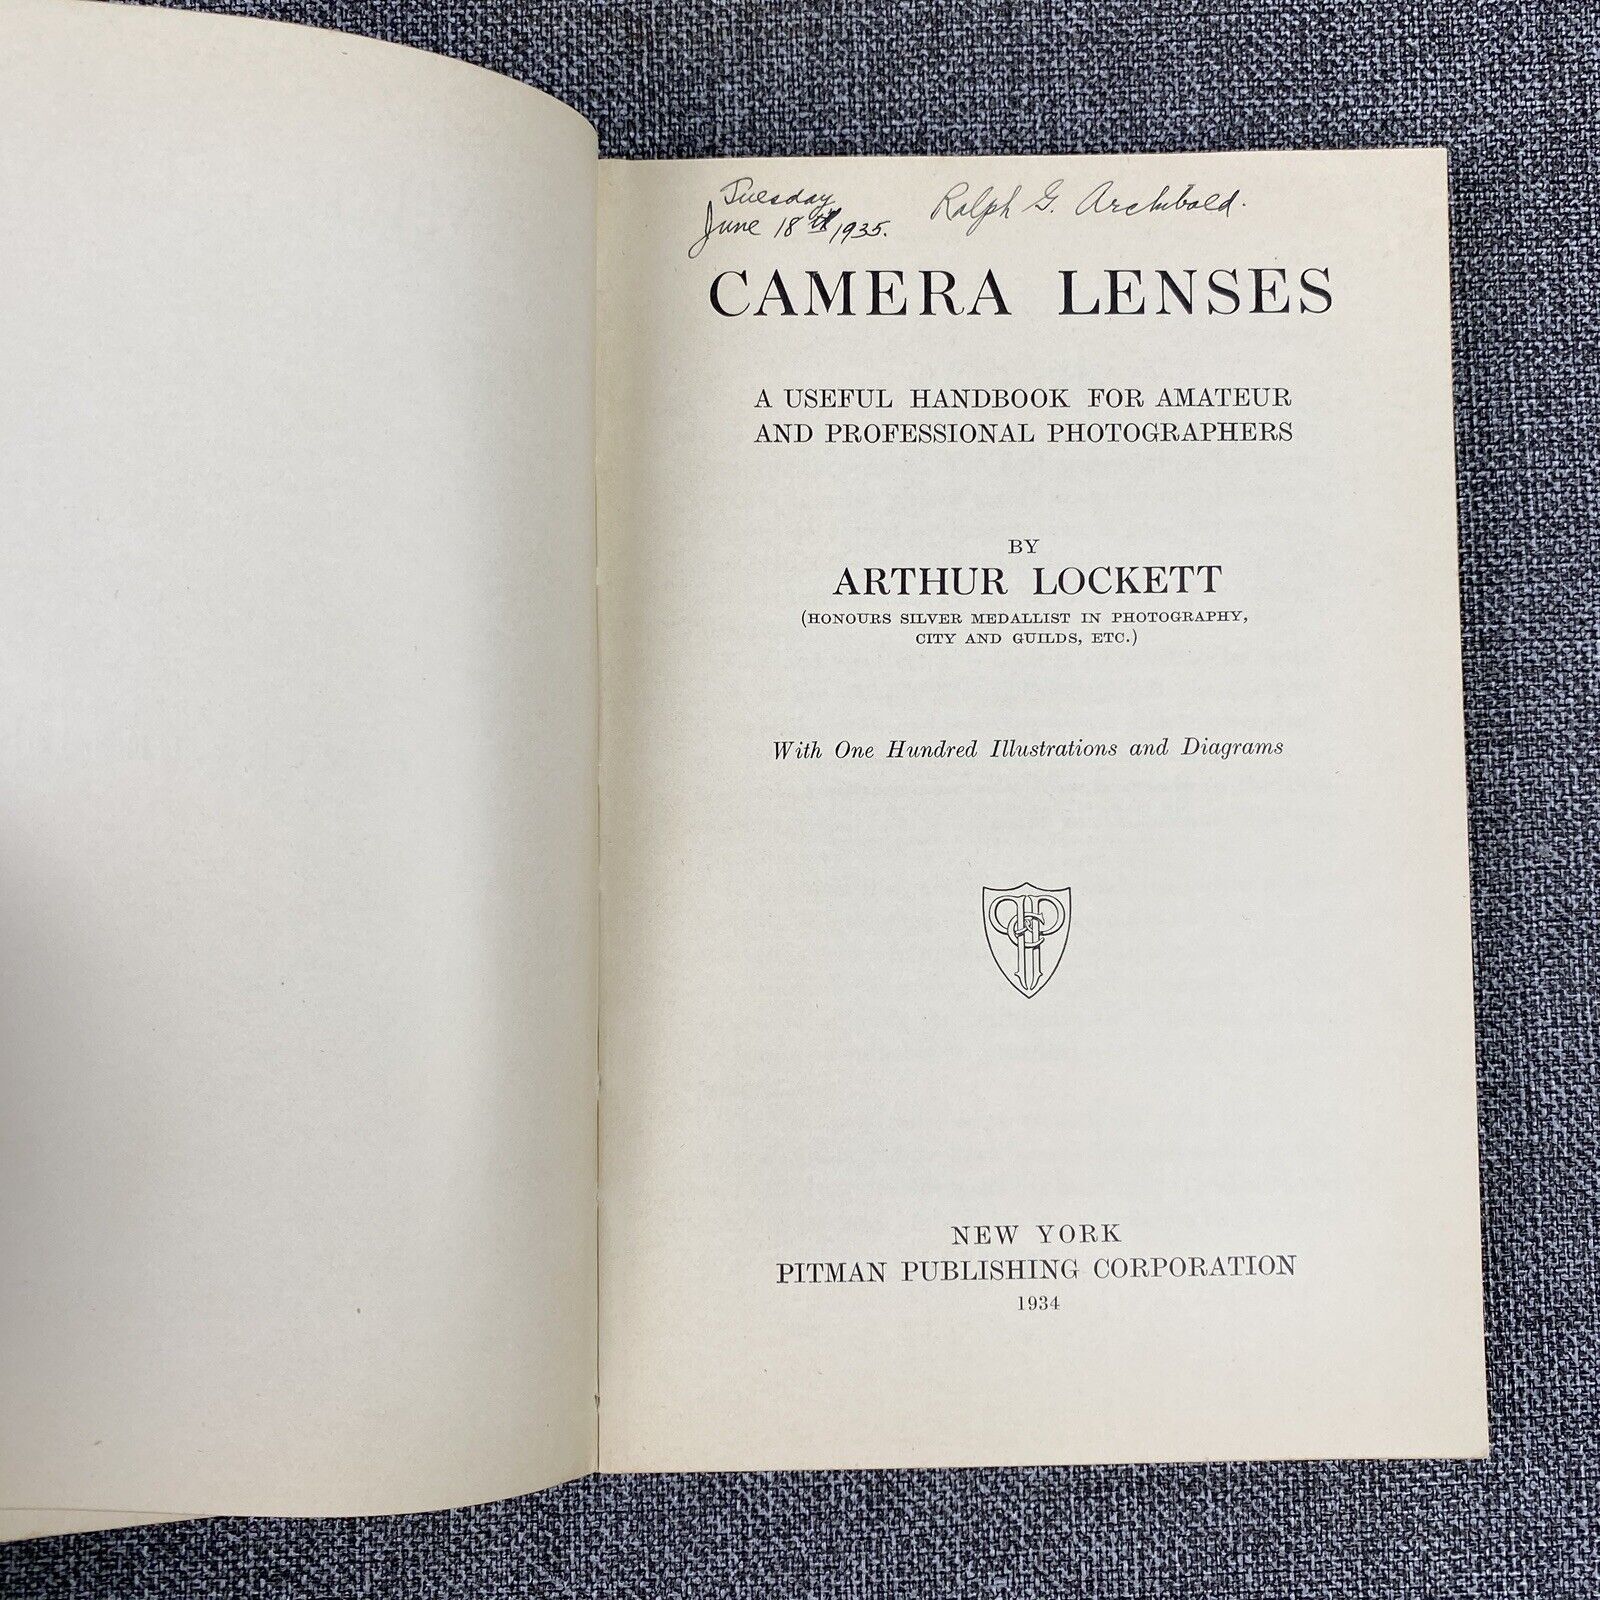 Tuesday
June 18th, 1935. Ralph G. Archibald.
CAMERA LENSES
A USEFUL HANDBOOK FOR AMATEUR
AND PROFESSIONAL PHOTOGRAPHERS
BY
ARTHUR LOCKETT
(HONOURS SILVER MEDALLIST IN PHOTOGRAPHY,
CITY AND GUILDS, ETC.)
With One Hundred Illustrations and Diagrams
NEW YORK
PITMAN PUBLISHING CORPORATION
1934